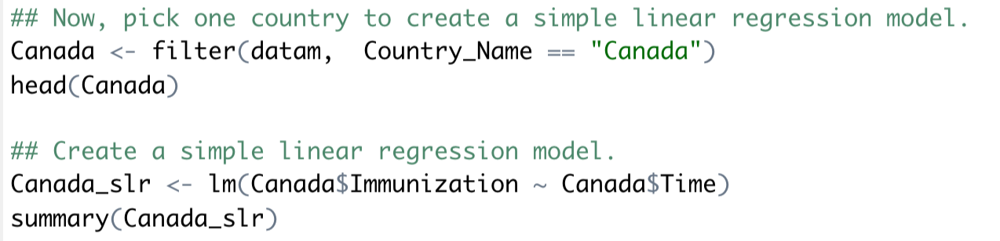 ## Now, pick one country to create a simple linear regression model.
Canada <- filter(datam,  Country_Name == "Canada")
head(Canada)
## Create a simple linear regression model.
Canada_slr <- lm(Canada$Immunization ~ Canada$Time)
summary(Canada_slr)